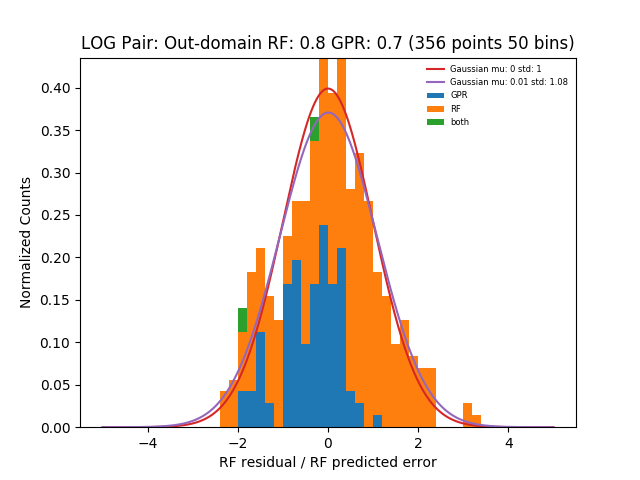 LOG Pair: Out-domain RF: 0.8 GPR: 0.7 (356 points 50 bins)
Gaussian mu: 0 std: 1
Gaussian mu: 0.01 std: 1.08
GPR
RF
both
Normalized Counts
0.40
0.35
0.30
0.25
0.20
0.15
0.10
0.05
0.00
−4
−2
0
2
4
RF residual / RF predicted error